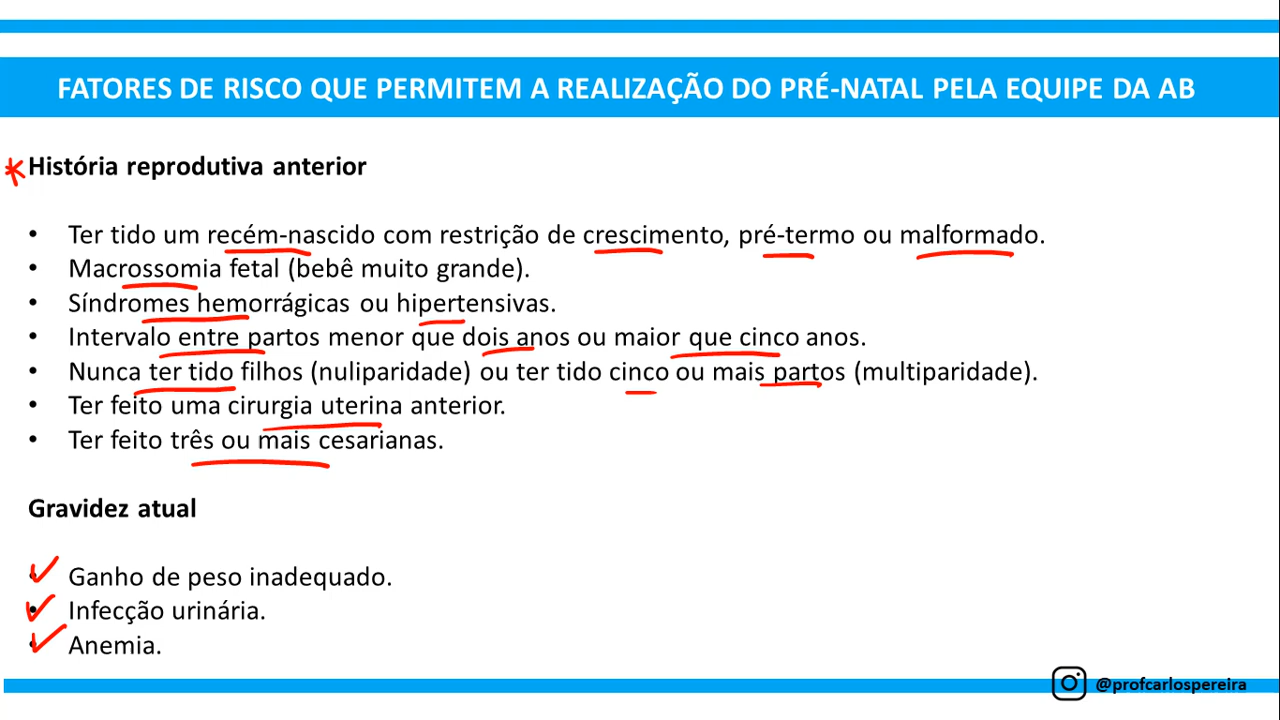 FATORES DE RISCO QUE PERMITEM A REALIZAÇÃO DO PRÉ-NATAL PELA EQUIPE DA AB
História reprodutiva anterior
• Ter tido um recém-nascido com restrição de crescimento, pré-termo ou malformado.
• Macrossomia fetal (bebê muito grande).
• Síndromes hemorrágicas ou hipertensivas.
• Intervalo entre partos menor que dois anos ou maior que cinco anos.
• Nunca ter tido filhos (nuliparidade) ou ter tido cinco ou mais partos (multiparidade).
• Ter feito uma cirurgia uterina anterior.
• Ter feito três ou mais cesarianas.
Gravidez atual
• Ganho de peso inadequado.
• Infecção urinária.
• Anemia.
@profcarlospereira